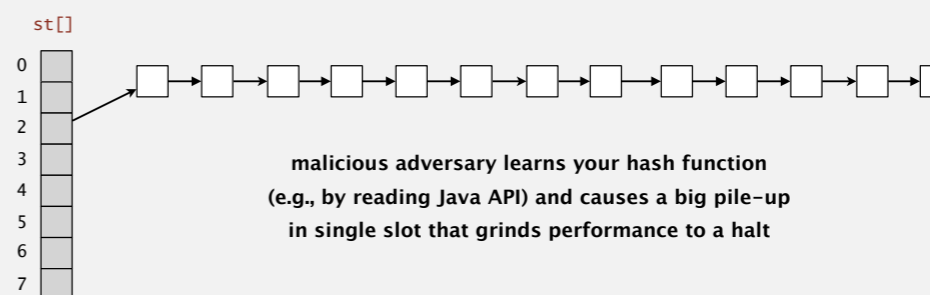 st[]
0
1
2
3
4
5
6
7
malicious adversary learns your hash function
(e.g., by reading Java API) and causes a big pile-up
in single slot that grinds performance to a halt